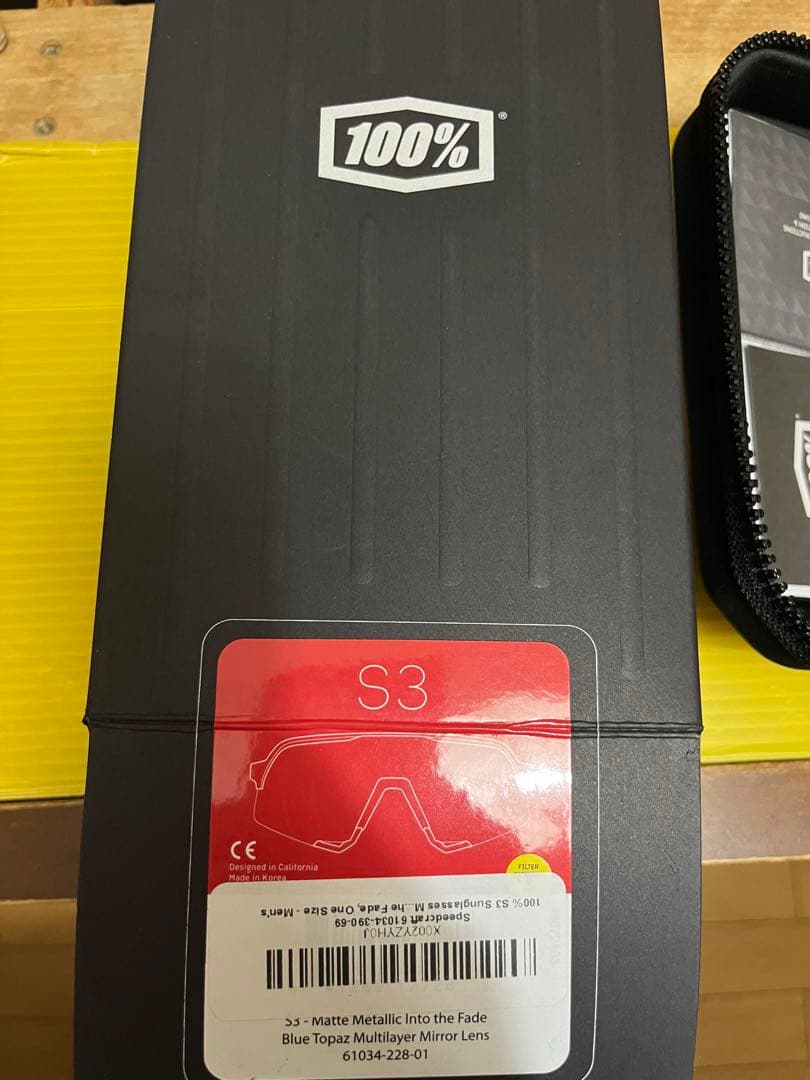 100%
®
S3
CE
Designed in California
Made in Korea
FILTER
100% S3 Sunglasses M...he Fade, One Size - Men's
Speedcraft 61034-390-69
X002YZYH0J
S3 - Matte Metallic Into the Fade
Blue Topaz Multilayer Mirror Lens
61034-228-01